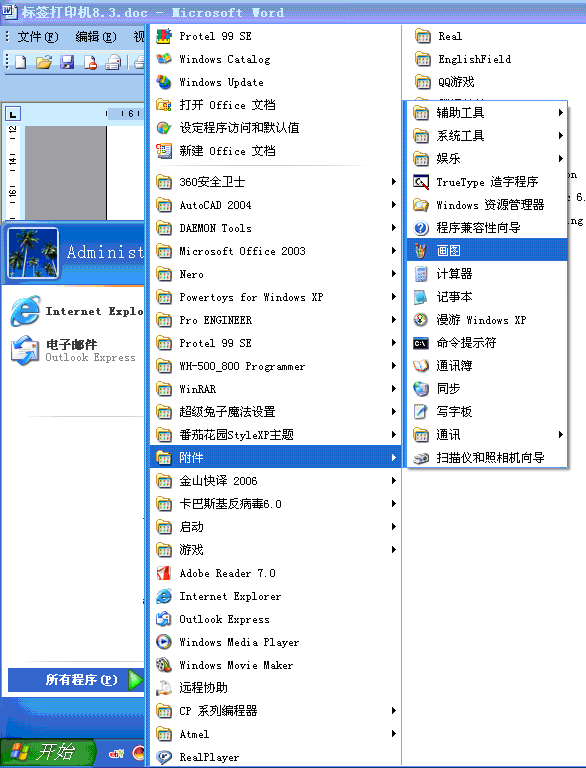 标签打印机8.3.doc - Microsoft Word
文件(F) 编辑(E) 视
L
6
12
14
16
18
Administ
Internet Explo
电子邮件
Outlook Express
所有程序(P)
开始
Protel 99 SE
Windows Catalog
Windows Update
打开 Office 文档
设定程序访问和默认值
新建 Office 文档
360安全卫士
AutoCAD 2004
DAEMON Tools
Microsoft Office 2003
Nero
Powertoys for Windows XP
Pro ENGINEER
Protel 99 SE
WH-500_800 Programmer
WinRAR
超级兔子魔法设置
番茄花园StyleXP主题
附件
金山快译 2006
卡巴斯基反病毒6.0
启动
游戏
Adobe Reader 7.0
Internet Explorer
Outlook Express
Windows Media Player
Windows Movie Maker
远程协助
CP 系列编程器
Atmel
RealPlayer
Real
EnglishField
QQ游戏
辅助工具
系统工具
娱乐
TrueType 造字程序
Windows 资源管理器
程序兼容性向导
画图
计算器
记事本
漫游 Windows XP
命令提示符
通讯簿
同步
写字板
通讯
扫描仪和照相机向导
on
6.
ing